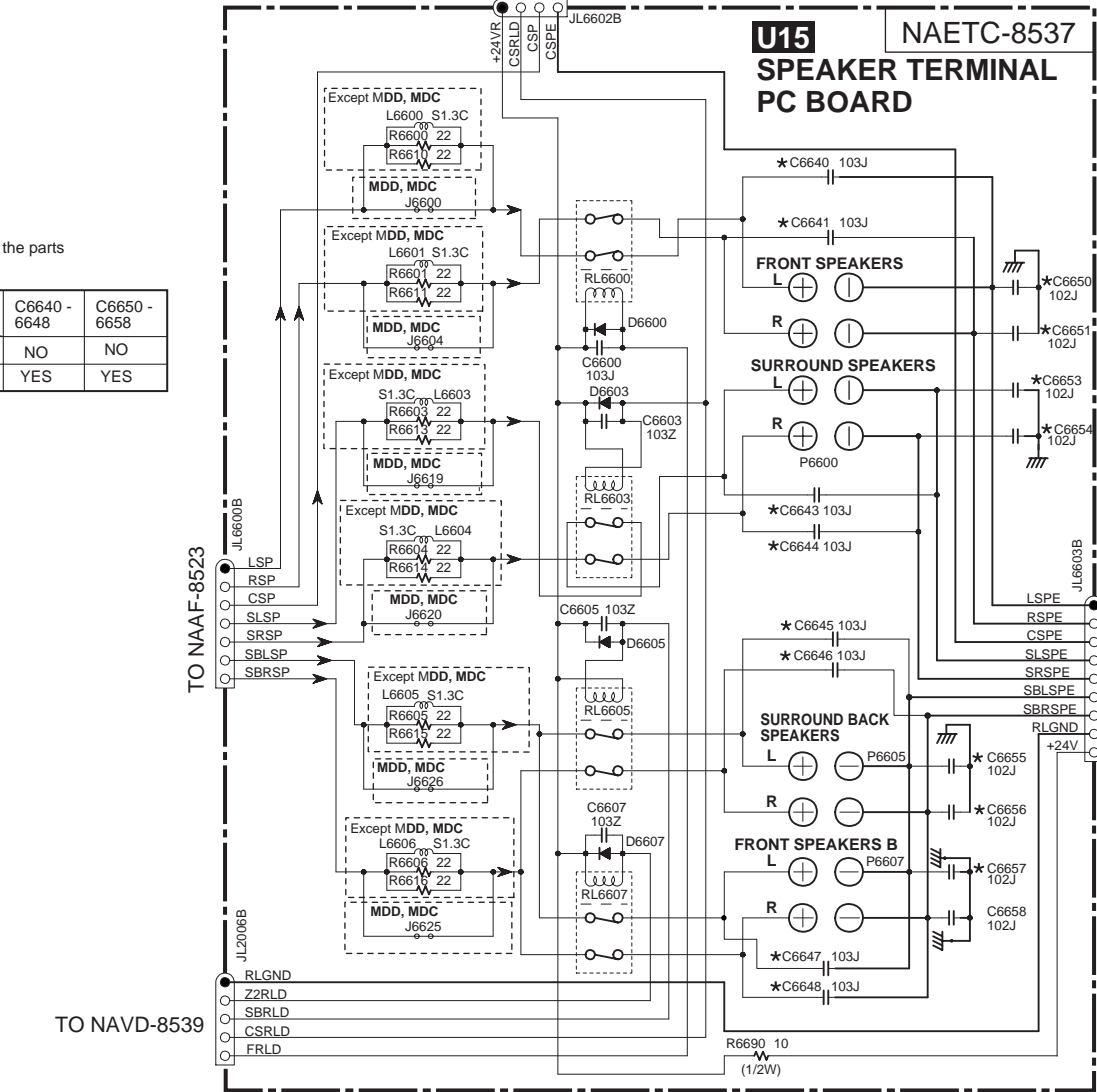 JL6602B
+24VR
CSRLD
CSP
CSPE
U15
NAETC-8537
SPEAKER TERMINAL
PC BOARD
the parts
C6640 -
6648
C6650 -
6658
NO
NO
YES
YES
Except MDD, MDC
L6600 S1.3C
R6600 22
R6610 22
MDD, MDC
J6600
Except MDD, MDC
L6601 S1.3C
R6601 22
R6611 22
MDD, MDC
J6604
Except MDD, MDC
S1.3C L6603
R6603 22
R6613 22
MDD, MDC
J6619
Except MDD, MDC
S1.3C L6604
R6604 22
R6614 22
MDD, MDC
J6620
Except MDD, MDC
L6605 S1.3C
R6605 22
R6615 22
MDD, MDC
J6626
Except MDD, MDC
L6606 S1.3C
R6606 22
R6616 22
MDD, MDC
J6625
RL6600
D6600
C6600
103J
D6603
C6603
103Z
RL6603
C6605 103Z
D6605
RL6605
C6607
103Z
D6607
RL6607
★C6640 103J
★C6641 103J
FRONT SPEAKERS
L
R
★C6650
102J
★C6651
102J
SURROUND SPEAKERS
L
R
P6600
★C6653
102J
★C6654
102J
★C6643 103J
★C6644 103J
★C6645 103J
★C6646 103J
SURROUND BACK
SPEAKERS
L
R
P6605
★C6655
102J
★C6656
102J
FRONT SPEAKERS B
L
R
P6607
★C6657
102J
C6658
102J
★C6647 103J
★C6648 103J
R6690 10
(1/2W)
JL6600B
TO NAAF-8523
LSP
RSP
CSP
SLSP
SRSP
SBLSP
SBRSP
JL2006B
TO NAVD-8539
RLGND
Z2RLD
SBRLD
CSRLD
FRLD
JL6603B
LSPE
RSPE
CSPE
SLSPE
SRSPE
SBLSPE
SBRSPE
RLGND
+24V